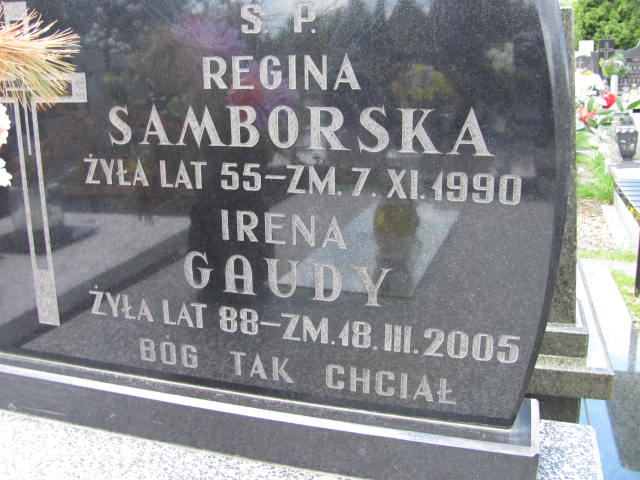 Ś. P.
REGINA
SAMBORSKA
ŻYŁA LAT 55-ZM. 7. XI. 1990
IRENA
GAUDY
ŻYŁA LAT 88-ZM. 18. III. 2005
BÓG TAK CHCIAŁ